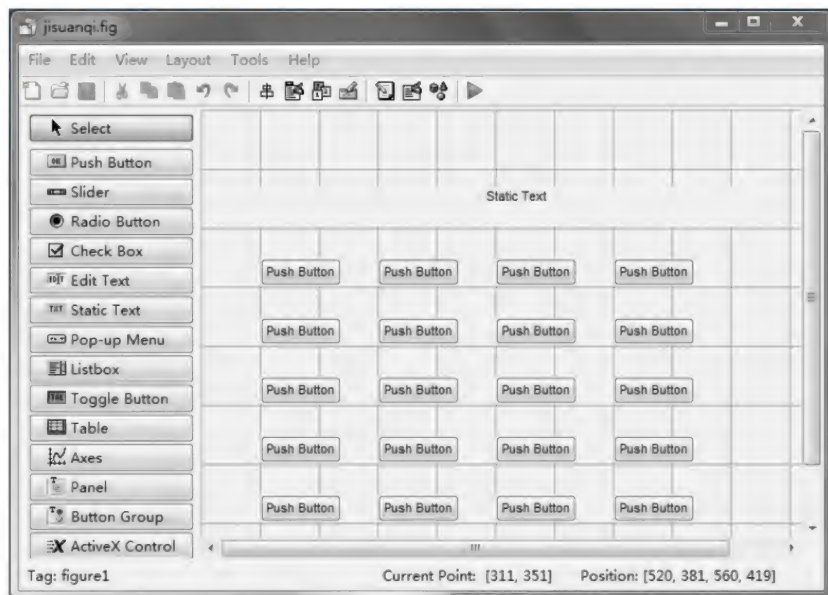 jisuanqi.fig
File Edit View Layout Tools Help
Select
Push Button
Slider
Radio Button
Check Box
Edit Text
Static Text
Pop-up Menu
Listbox
Toggle Button
Table
Axes
Panel
Button Group
ActiveX Control
Static Text
Push Button Push Button Push Button Push Button
Push Button Push Button Push Button Push Button
Push Button Push Button Push Button Push Button
Push Button Push Button Push Button Push Button
Push Button Push Button Push Button Push Button
Tag: figure1 Current Point: [311, 351] Position: [520, 381, 560, 419]